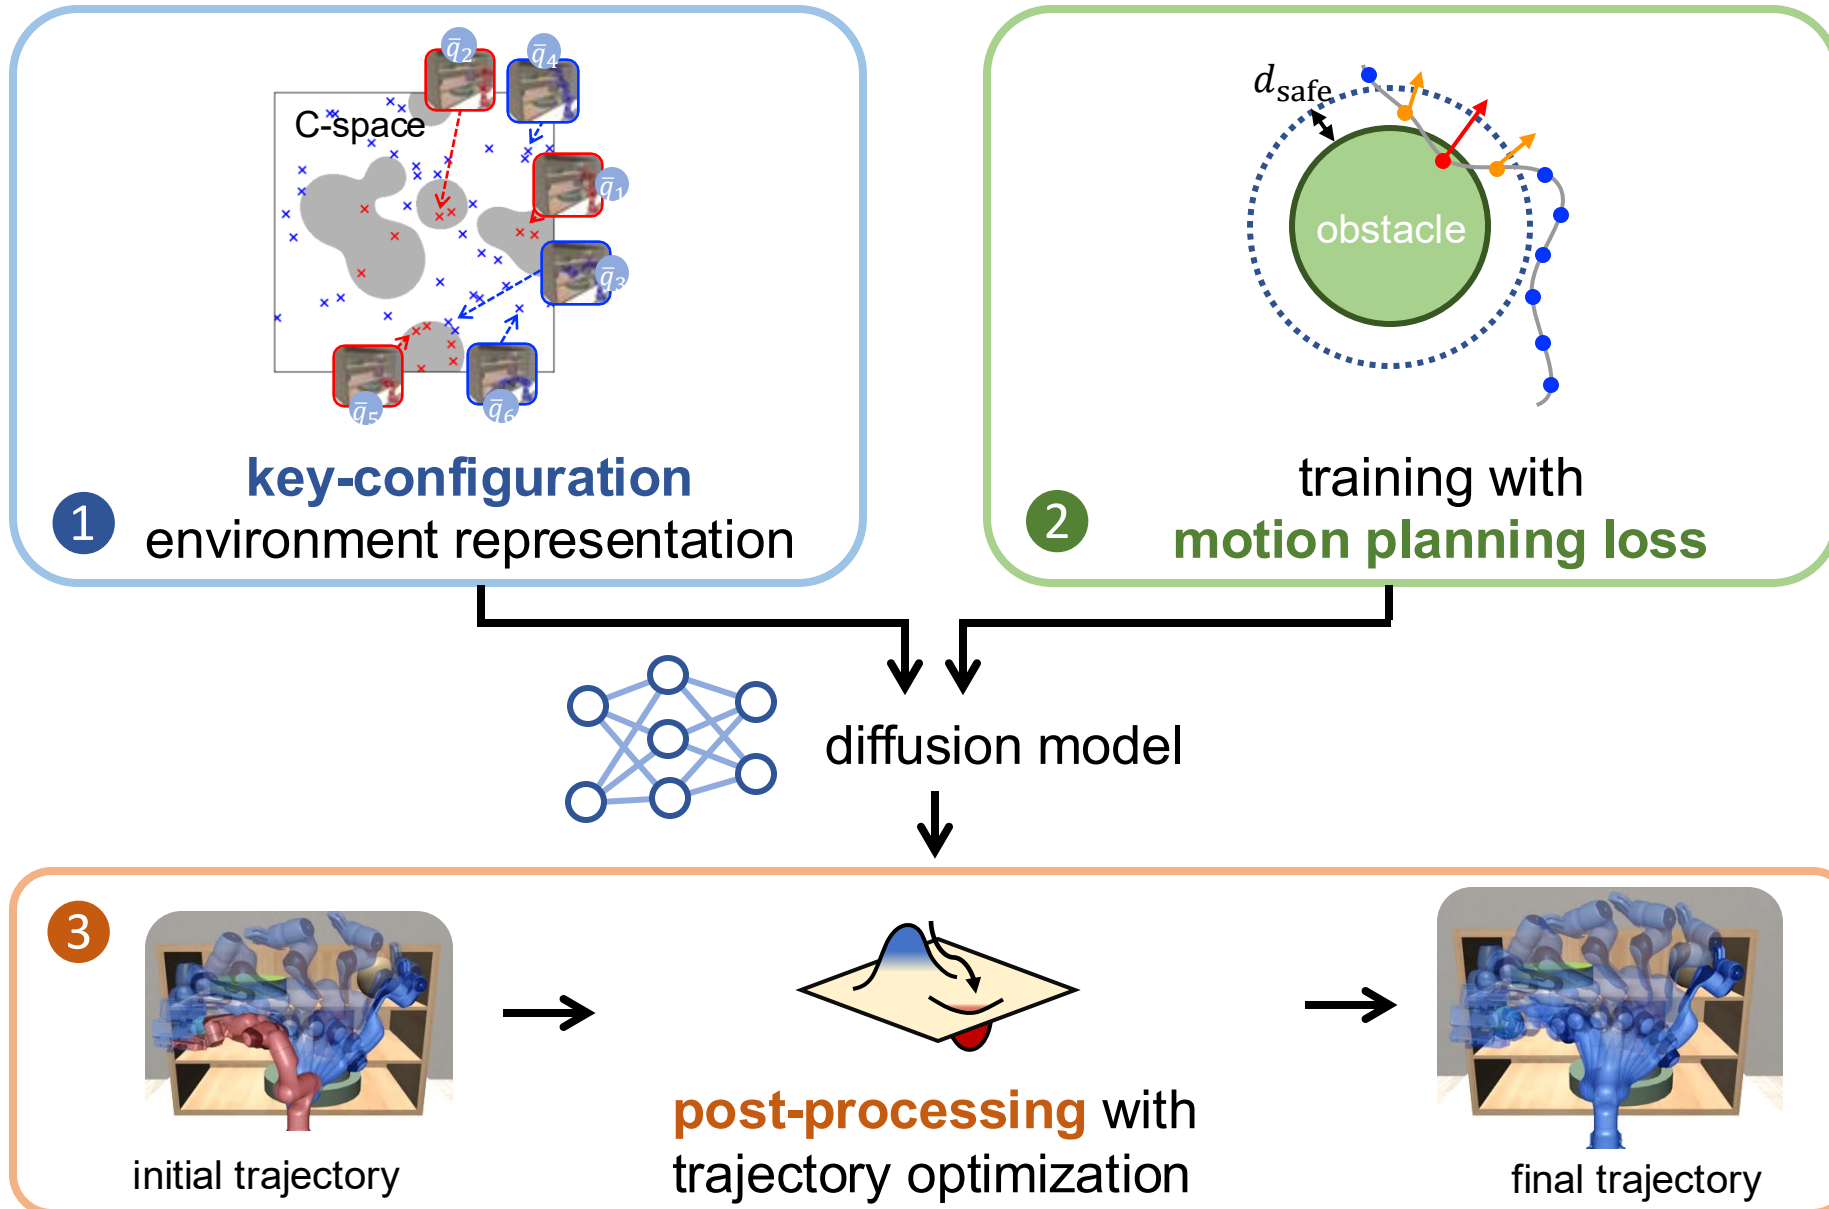 q̄₂
q̄₄
C-space
q̄₁
q̄₃
q̄₅
q̄₆
1
key-configuration
environment representation
d_safe
obstacle
2
training with
motion planning loss
diffusion model
3
initial trajectory
post-processing with
trajectory optimization
final trajectory